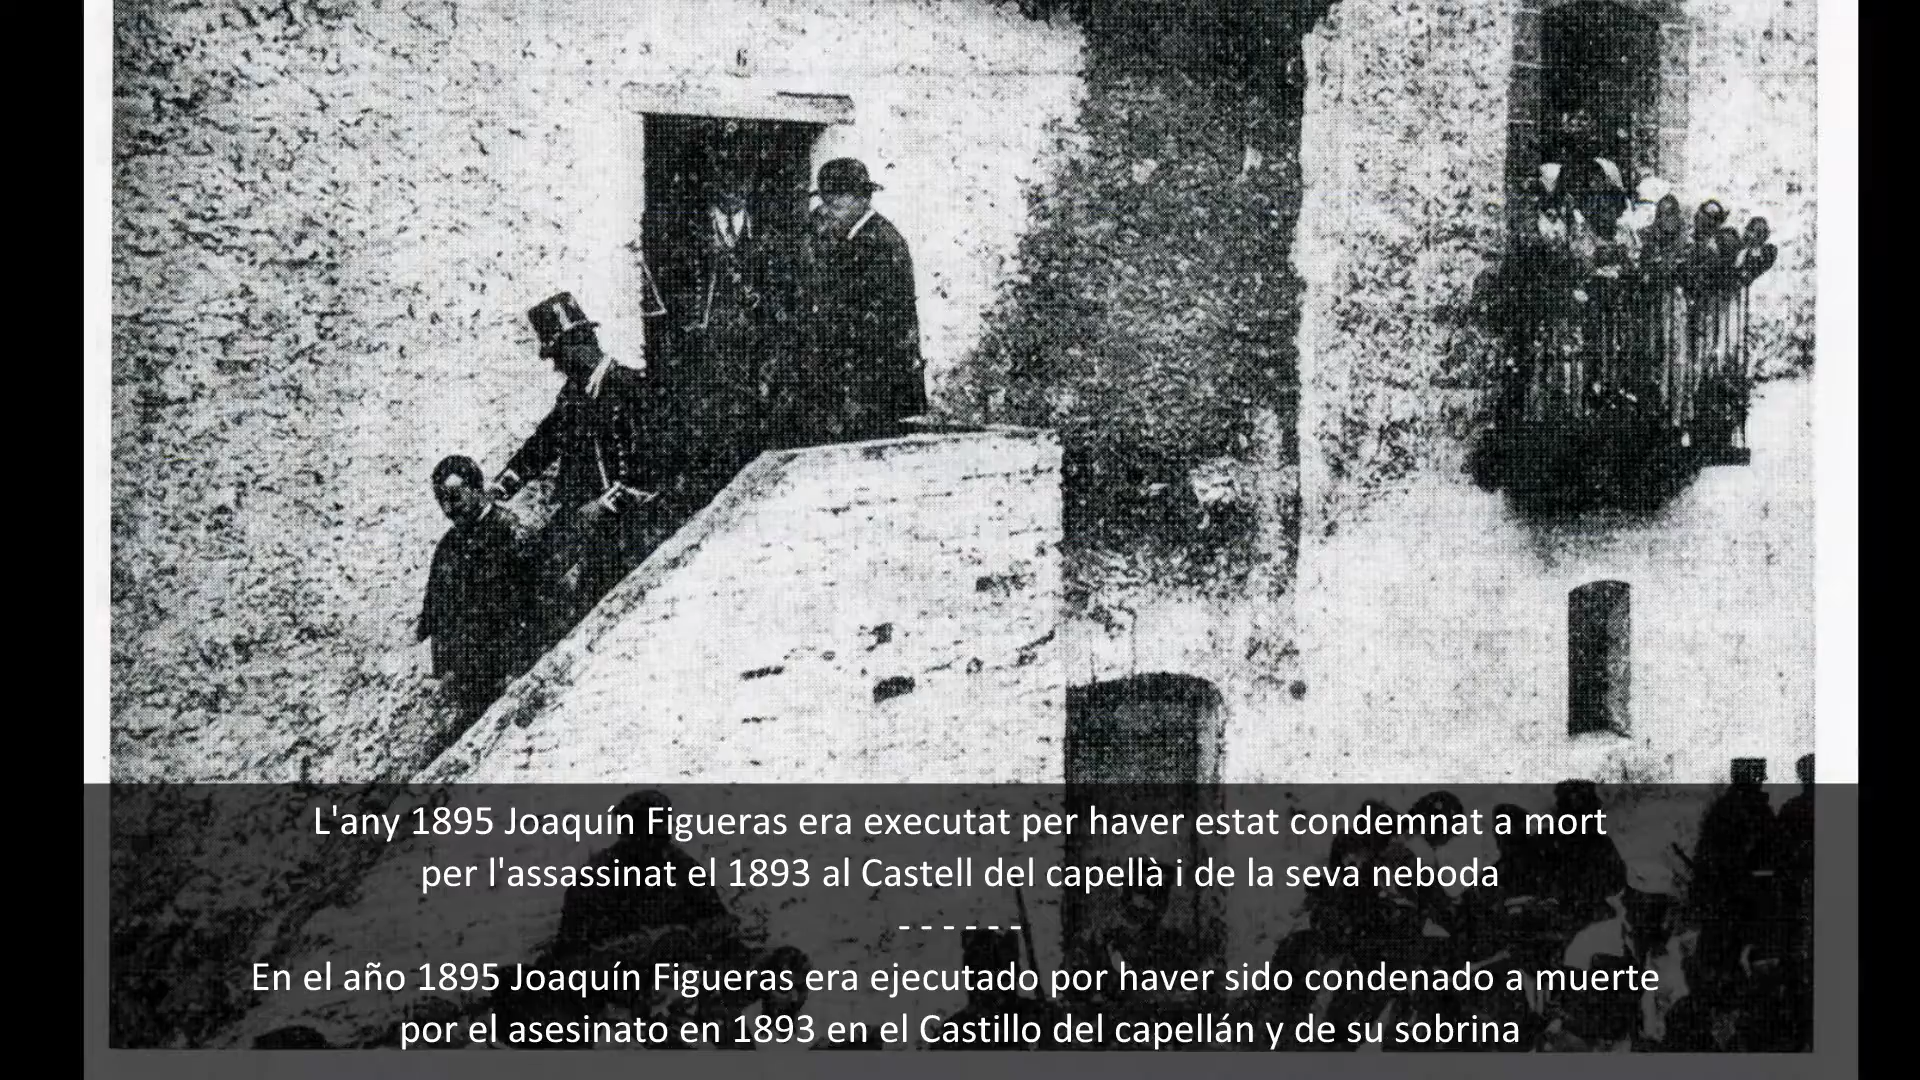 6
L'any 1895 Joaquín Figueras era executat per haver estat condemnat a mort
per l'assassinat el 1893 al Castell del capellà i de la seva neboda
- - - - - -
En el año 1895 Joaquín Figueras era ejecutado por haver sido condenado a muerte
por el asesinato en 1893 en el Castillo del capellán y de su sobrina